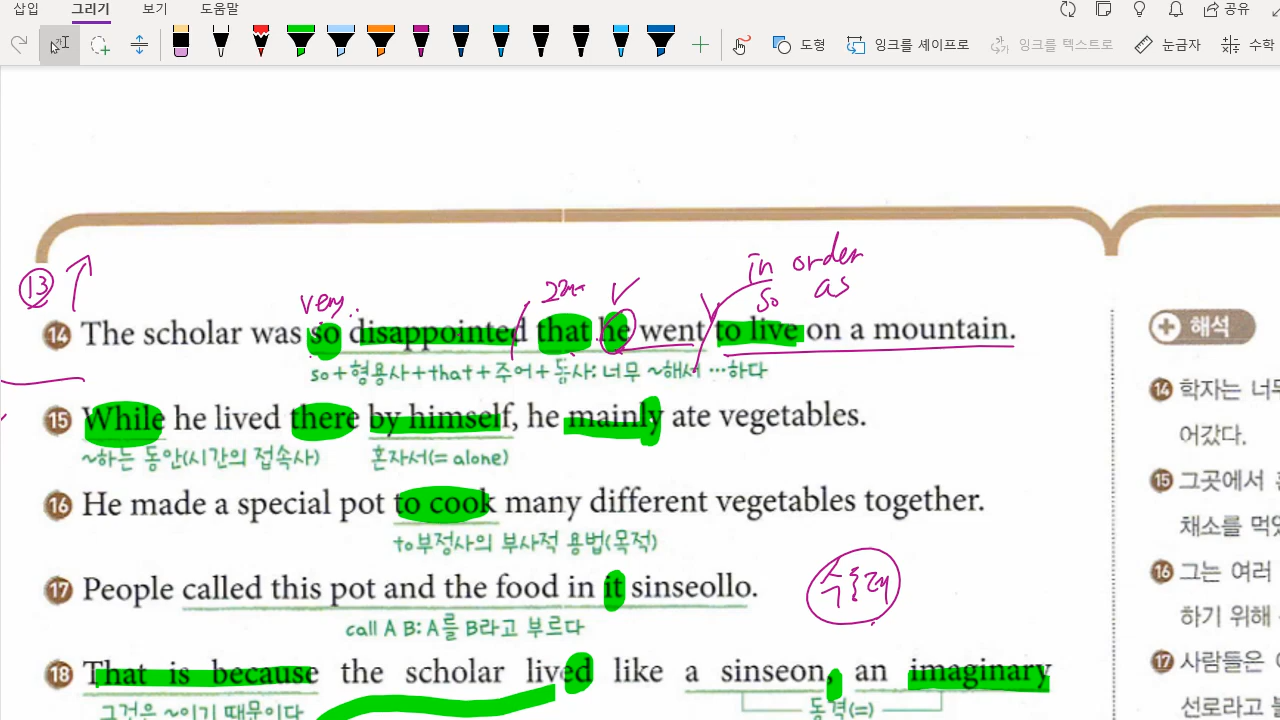 삽입 그리기 보기 도움말 공유
도형 잉크를 셰이프로 잉크를 텍스트로 눈금자 수학
in order
so as
13
very
14 The scholar was so disappointed that he went to live on a mountain.
so+형용사+that+주어+동사: 너무 ~해서 …하다
15 While he lived there by himself, he mainly ate vegetables.
~하는 동안(시간의 접속사) 혼자서(= alone)
16 He made a special pot to cook many different vegetables together.
to부정사의 부사적 용법(목적)
17 People called this pot and the food in it sinseollo.
call A B: A를 B라고 부르다
18 That is because the scholar lived like a sinseon, an imaginary
그것은 ~이기 때문이다 동격(=)
해석
14 학자는 너무
어갔다.
15 그곳에서
채소를 먹었
16 그는 여러
하기 위해
17 사람들은
선로라고